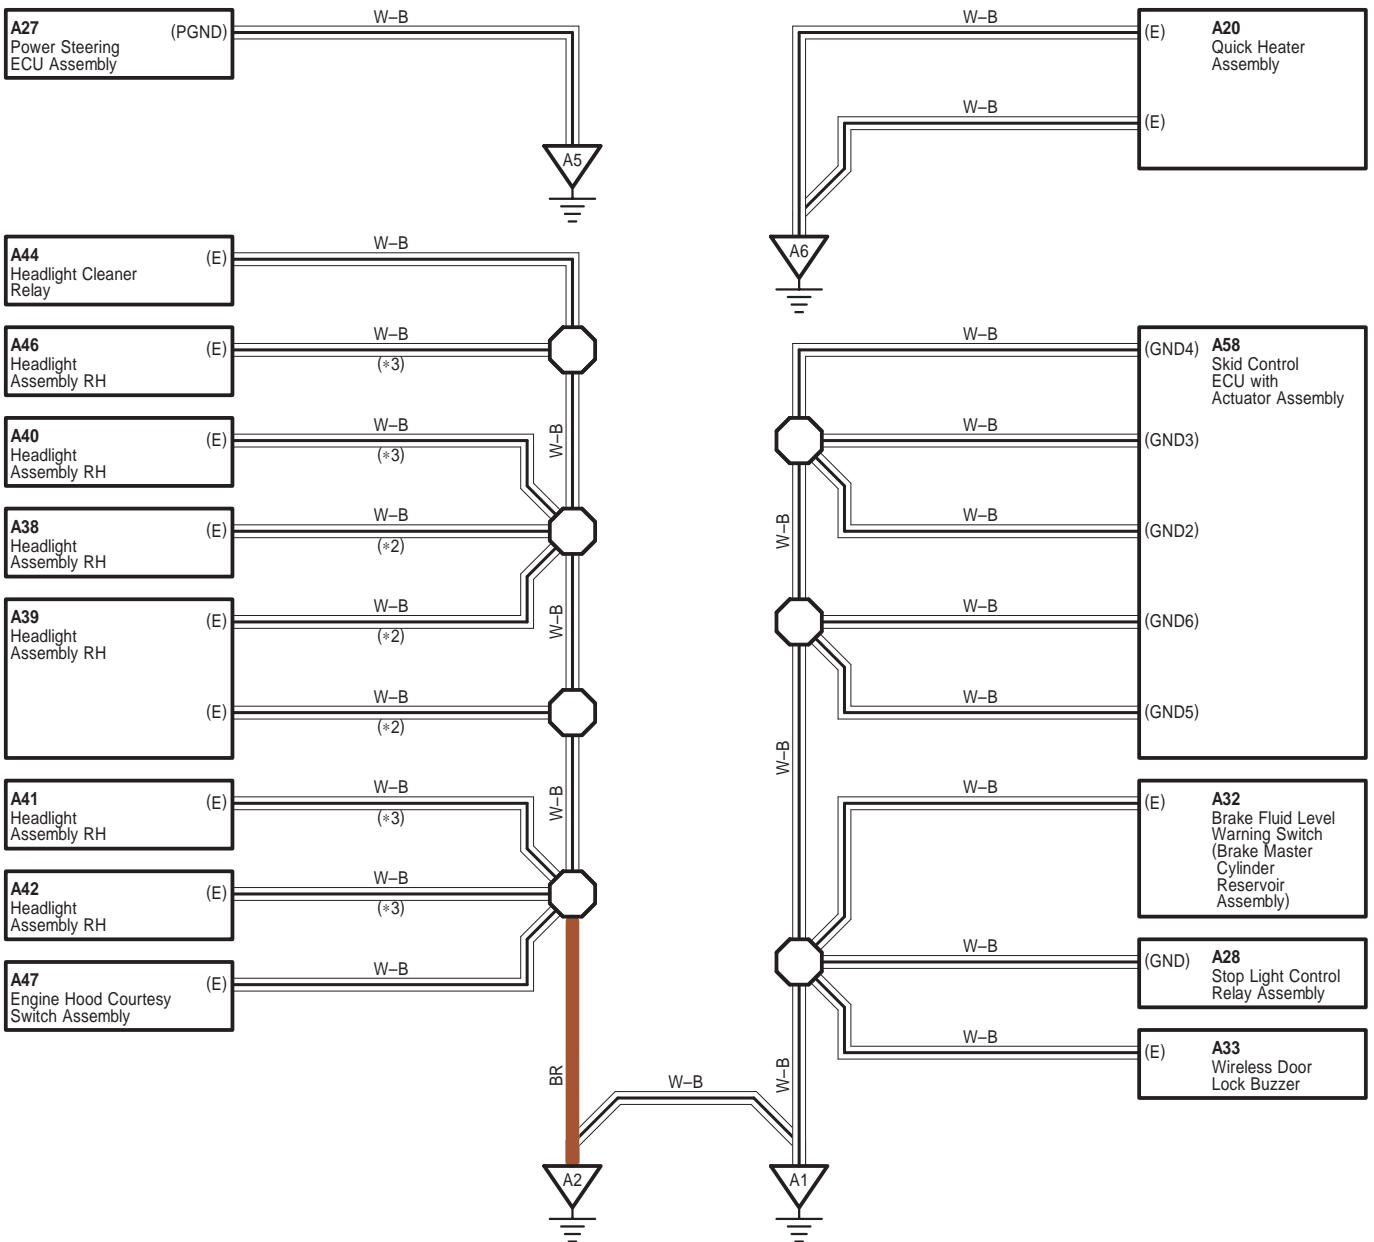 A27
Power Steering
ECU Assembly
(PGND)
W–B
A5
A44
Headlight Cleaner
Relay
(E)
W–B
A46
Headlight
Assembly RH
(E)
W–B
(*3)
A40
Headlight
Assembly RH
(E)
W–B
(*3)
W–B
A38
Headlight
Assembly RH
(E)
W–B
(*2)
A39
Headlight
Assembly RH
(E)
W–B
(*2)
W–B
(E)
W–B
(*2)
A41
Headlight
Assembly RH
(E)
W–B
(*3)
W–B
A42
Headlight
Assembly RH
(E)
W–B
(*3)
A47
Engine Hood Courtesy
Switch Assembly
(E)
W–B
BR
W–B
A2
W–B
(E)
A20
Quick Heater
Assembly
W–B
(E)
A6
W–B
(GND4)
A58
Skid Control
ECU with
Actuator Assembly
W–B
(GND3)
W–B
W–B
(GND2)
W–B
(GND6)
W–B
(GND5)
W–B
W–B
(E)
A32
Brake Fluid Level
Warning Switch
(Brake Master
Cylinder
Reservoir
Assembly)
W–B
(GND)
A28
Stop Light Control
Relay Assembly
W–B
(E)
A33
Wireless Door
Lock Buzzer
W–B
A1